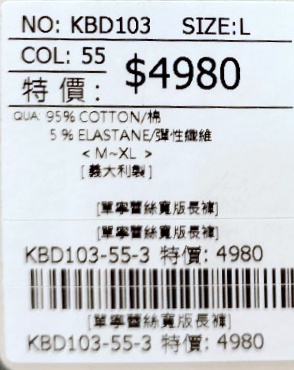 NO: KBD103 SIZE:L
COL: 55
特價: $4980
QUA: 95% COTTON/棉
5 % ELASTANE/彈性纖維
< M~XL >
[ 義大利製 ]
[單寧蕾絲寬版長褲]
[單寧蕾絲寬版長褲]
KBD103-55-3 特價: 4980
[單寧蕾絲寬版長褲]
KBD103-55-3 特價: 4980